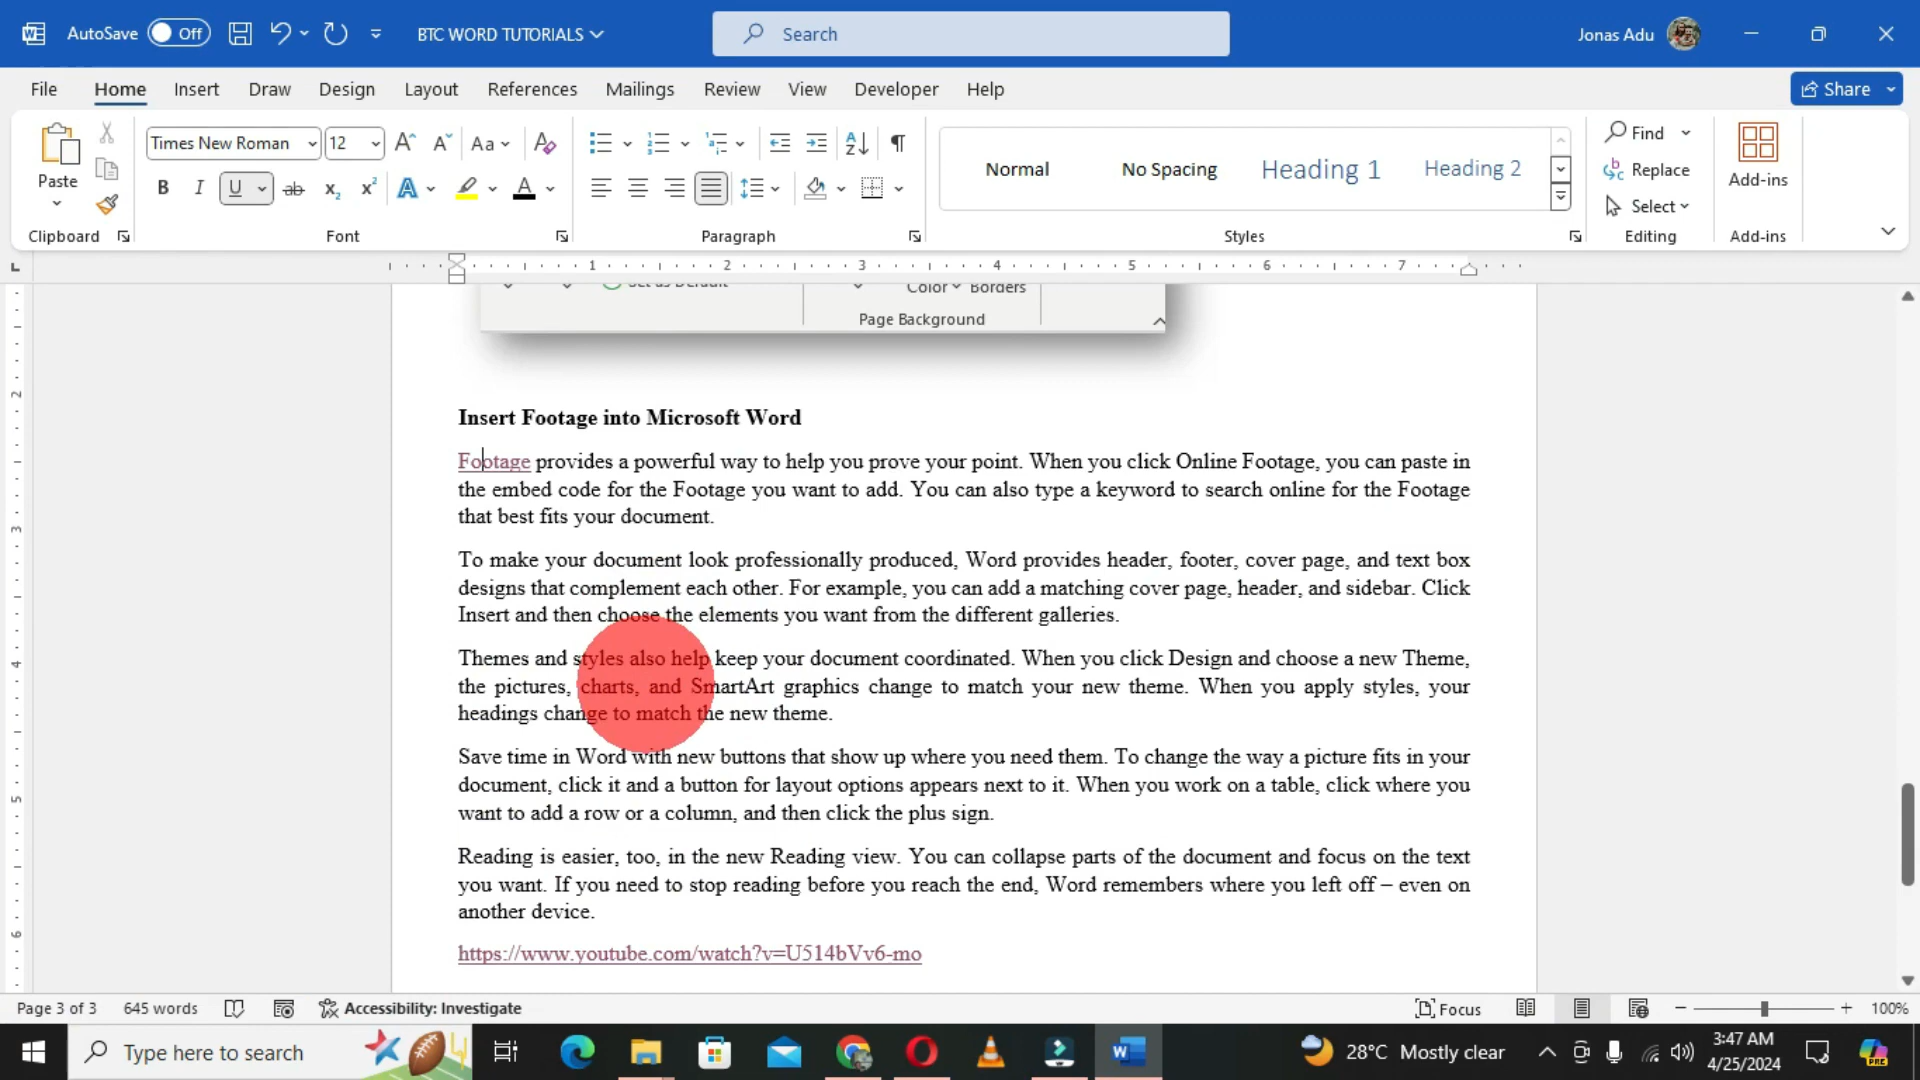 AutoSave Off BTC WORD TUTORIALS Search Jonas Adu
File Home Insert Draw Design Layout References Mailings Review View Developer Help Share
Paste Times New Roman 12 Aa Normal No Spacing Heading 1 Heading 2 Find Replace Select Add-ins
Clipboard Font Paragraph Styles Editing Add-ins
1 2 3 4 5 6 7
Set as Default Color Borders
Page Background
Insert Footage into Microsoft Word
Footage provides a powerful way to help you prove your point. When you click Online Footage, you can paste in
the embed code for the Footage you want to add. You can also type a keyword to search online for the Footage
that best fits your document.
To make your document look professionally produced, Word provides header, footer, cover page, and text box
designs that complement each other. For example, you can add a matching cover page, header, and sidebar. Click
Insert and then choose the elements you want from the different galleries.
Themes and styles also help keep your document coordinated. When you click Design and choose a new Theme,
the pictures, charts, and SmartArt graphics change to match your new theme. When you apply styles, your
headings change to match the new theme.
Save time in Word with new buttons that show up where you need them. To change the way a picture fits in your
document, click it and a button for layout options appears next to it. When you work on a table, click where you
want to add a row or a column, and then click the plus sign.
Reading is easier, too, in the new Reading view. You can collapse parts of the document and focus on the text
you want. If you need to stop reading before you reach the end, Word remembers where you left off – even on
another device.
https://www.youtube.com/watch?v=U514bVv6-mo
Page 3 of 3 645 words Accessibility: Investigate Focus 100%
Type here to search 28°C Mostly clear 3:47 AM
4/25/2024